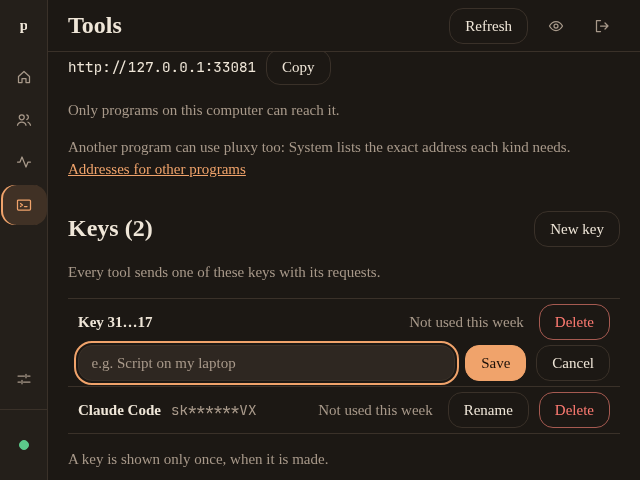 p
Tools
Refresh
http://127.0.0.1:33081
Copy
Only programs on this computer can reach it.
Another program can use pluxy too: System lists the exact address each kind needs.
Addresses for other programs
Keys (2)
New key
Every tool sends one of these keys with its requests.
Key 31…17
Not used this week
Delete
e.g. Script on my laptop
Save
Cancel
Claude Code sk******VX
Not used this week
Rename
Delete
A key is shown only once, when it is made.